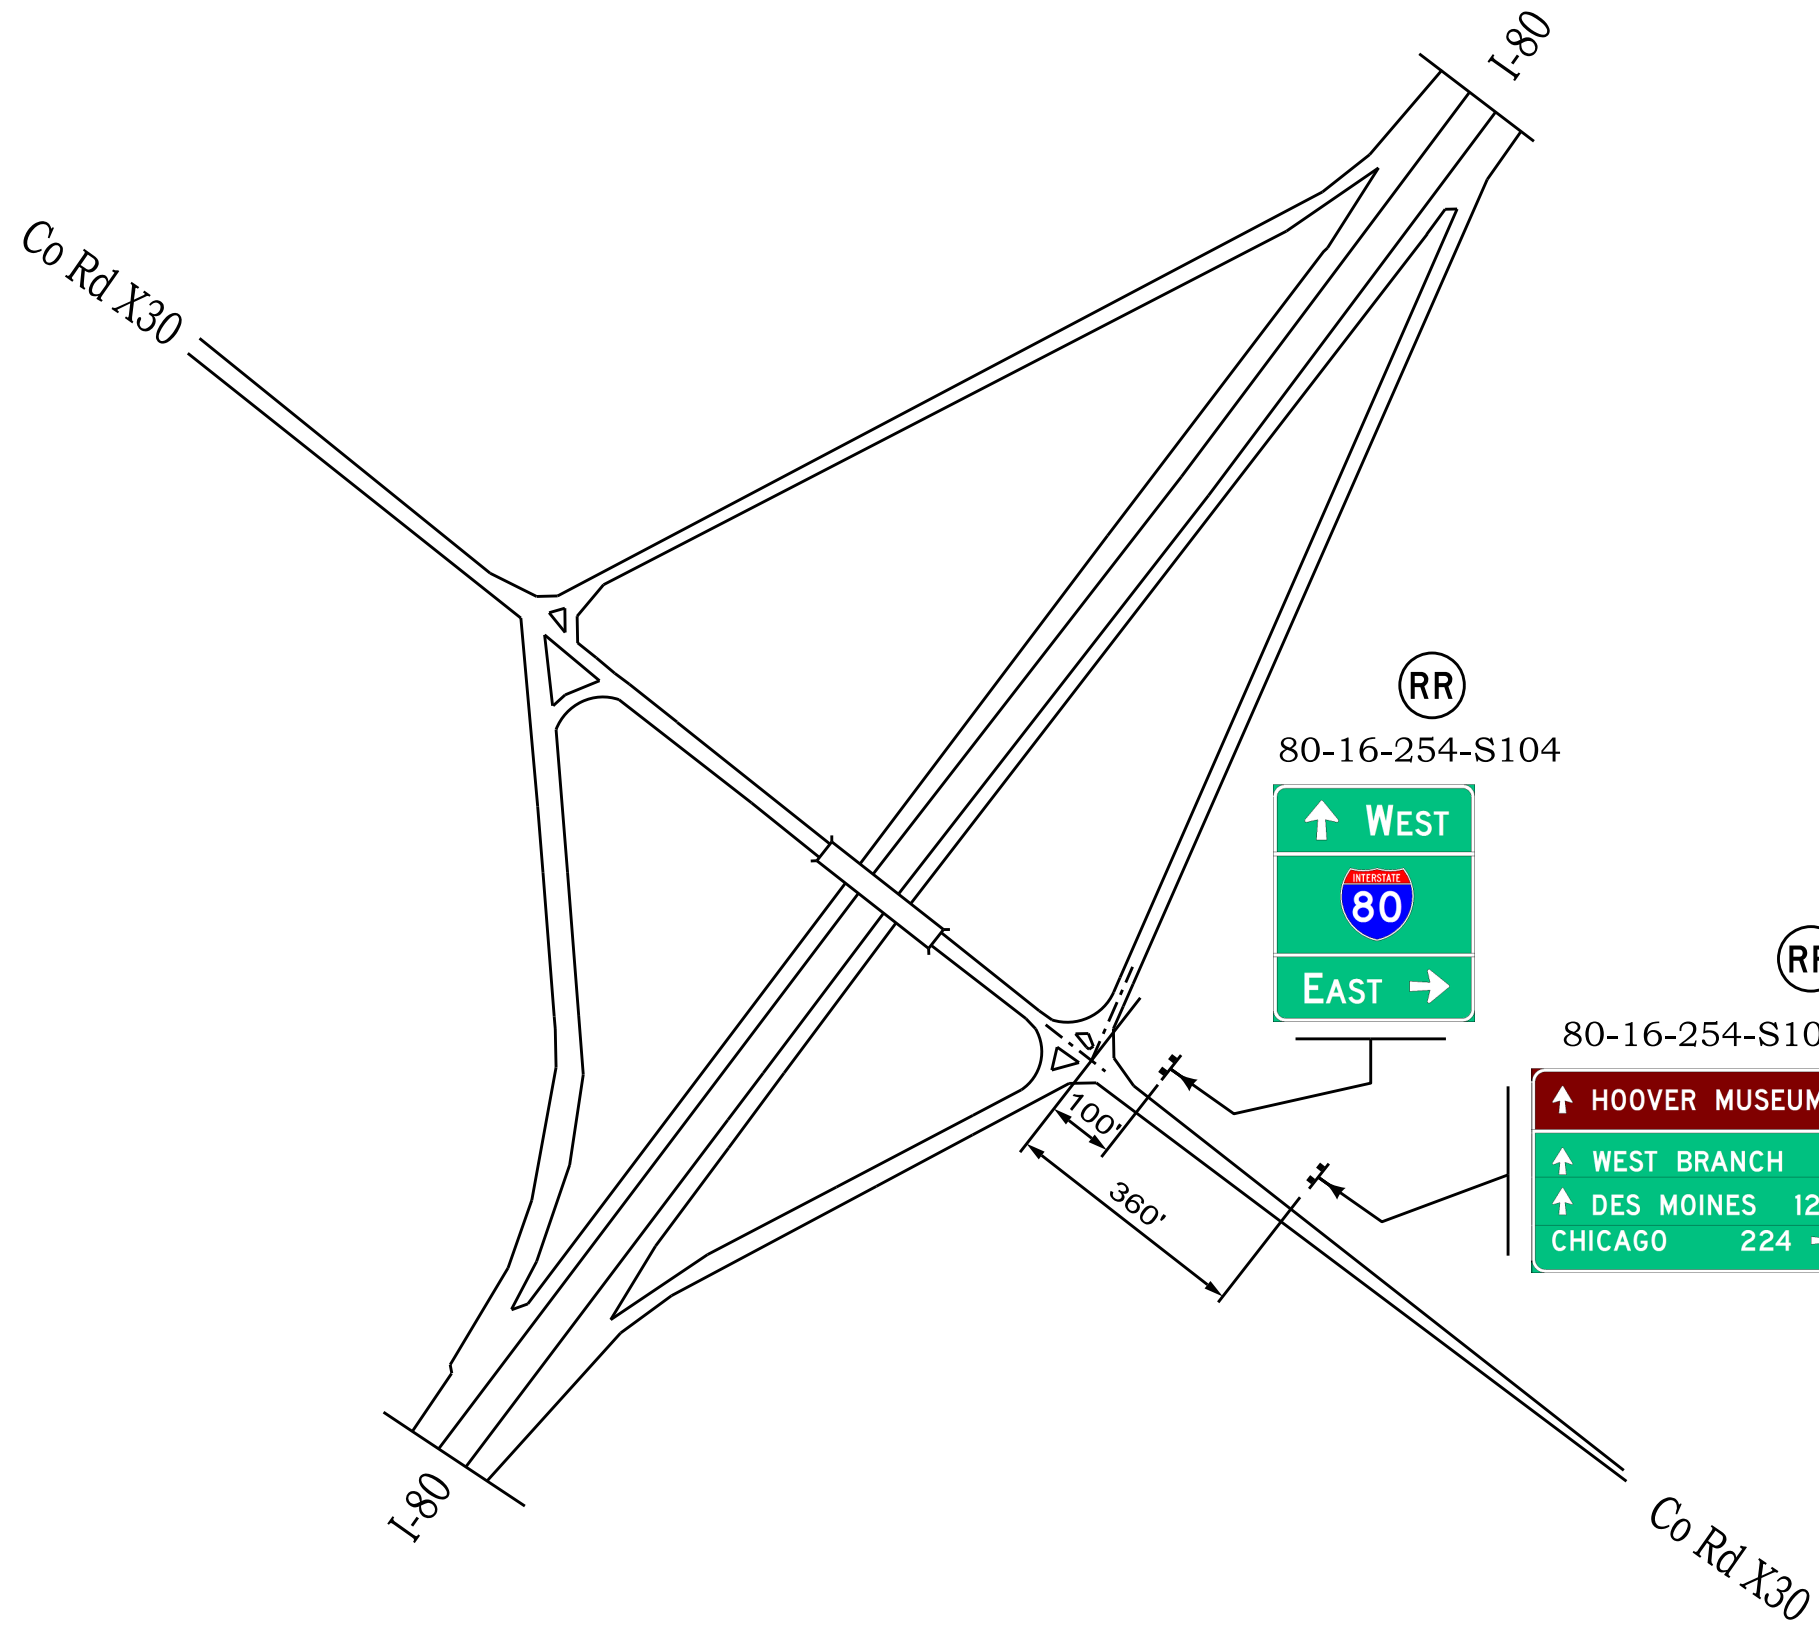 I-80
Co Rd X30
RR
80-16-254-S104
WEST
INTERSTATE
80
EAST
80-16-254-S10
HOOVER MUSEUM
WEST BRANCH
DES MOINES 12
CHICAGO 224
100'
360'
I-80
Co Rd X30